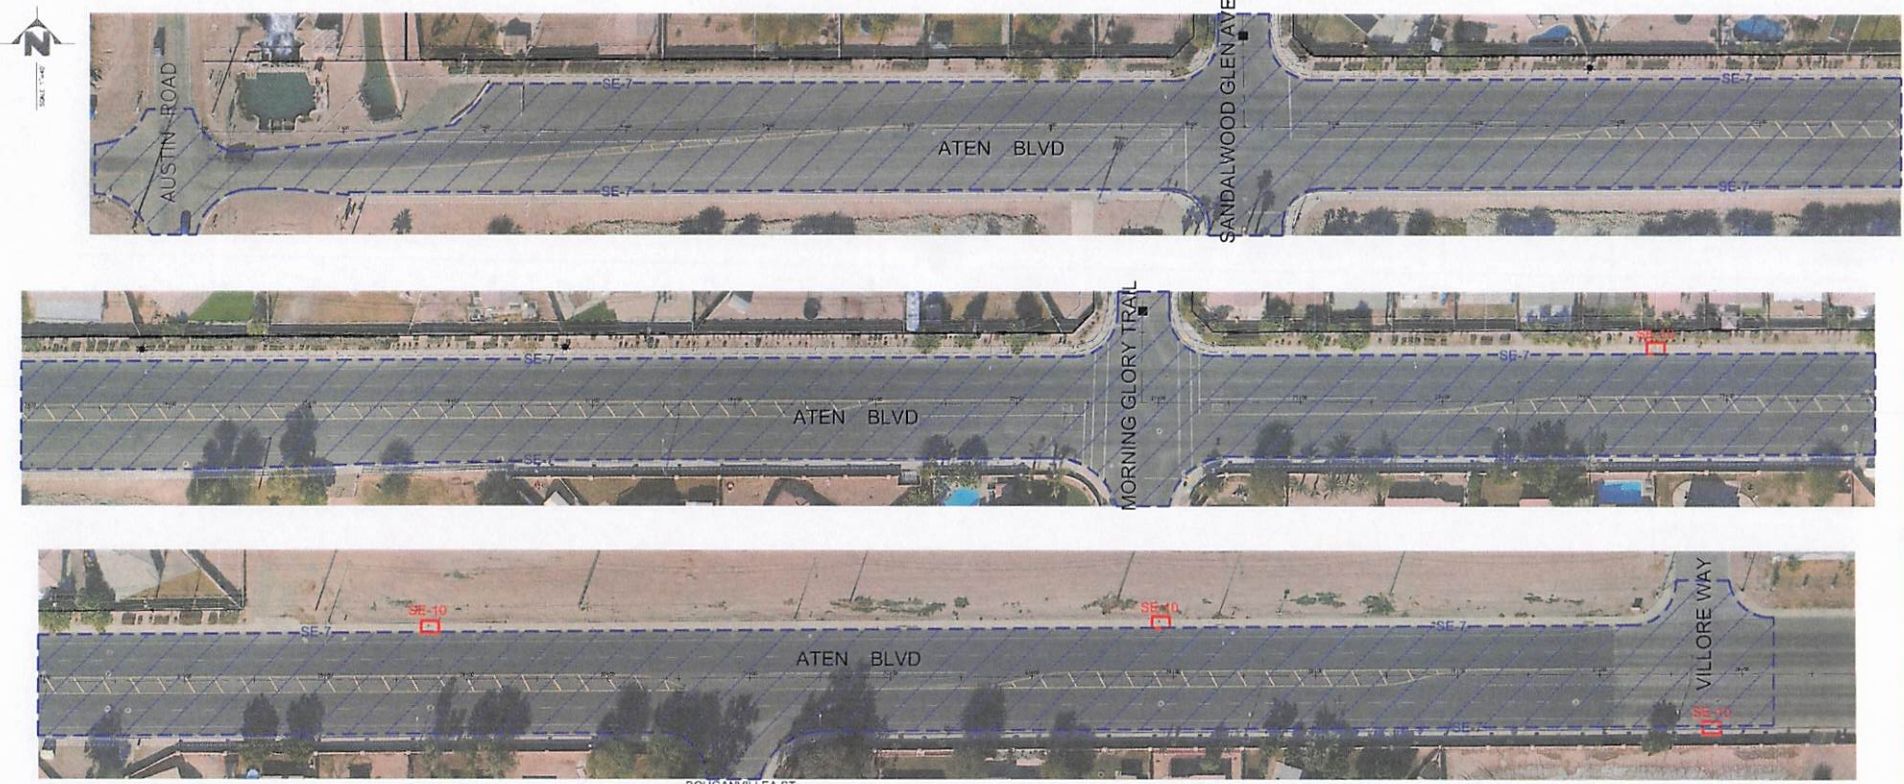 N
AUSTIN ROAD
SE-7
ATEN BLVD
SANDALWOOD GLEN AVE
SE-7
SE-7
SE-7
SE-7
ATEN BLVD
MORNING GLORY TRAIL
SE-7
SE-10
SE-7
SE-7
SE-10
ATEN BLVD
SE-10
SE-7
VILLORE WAY
SE-7
SE-10